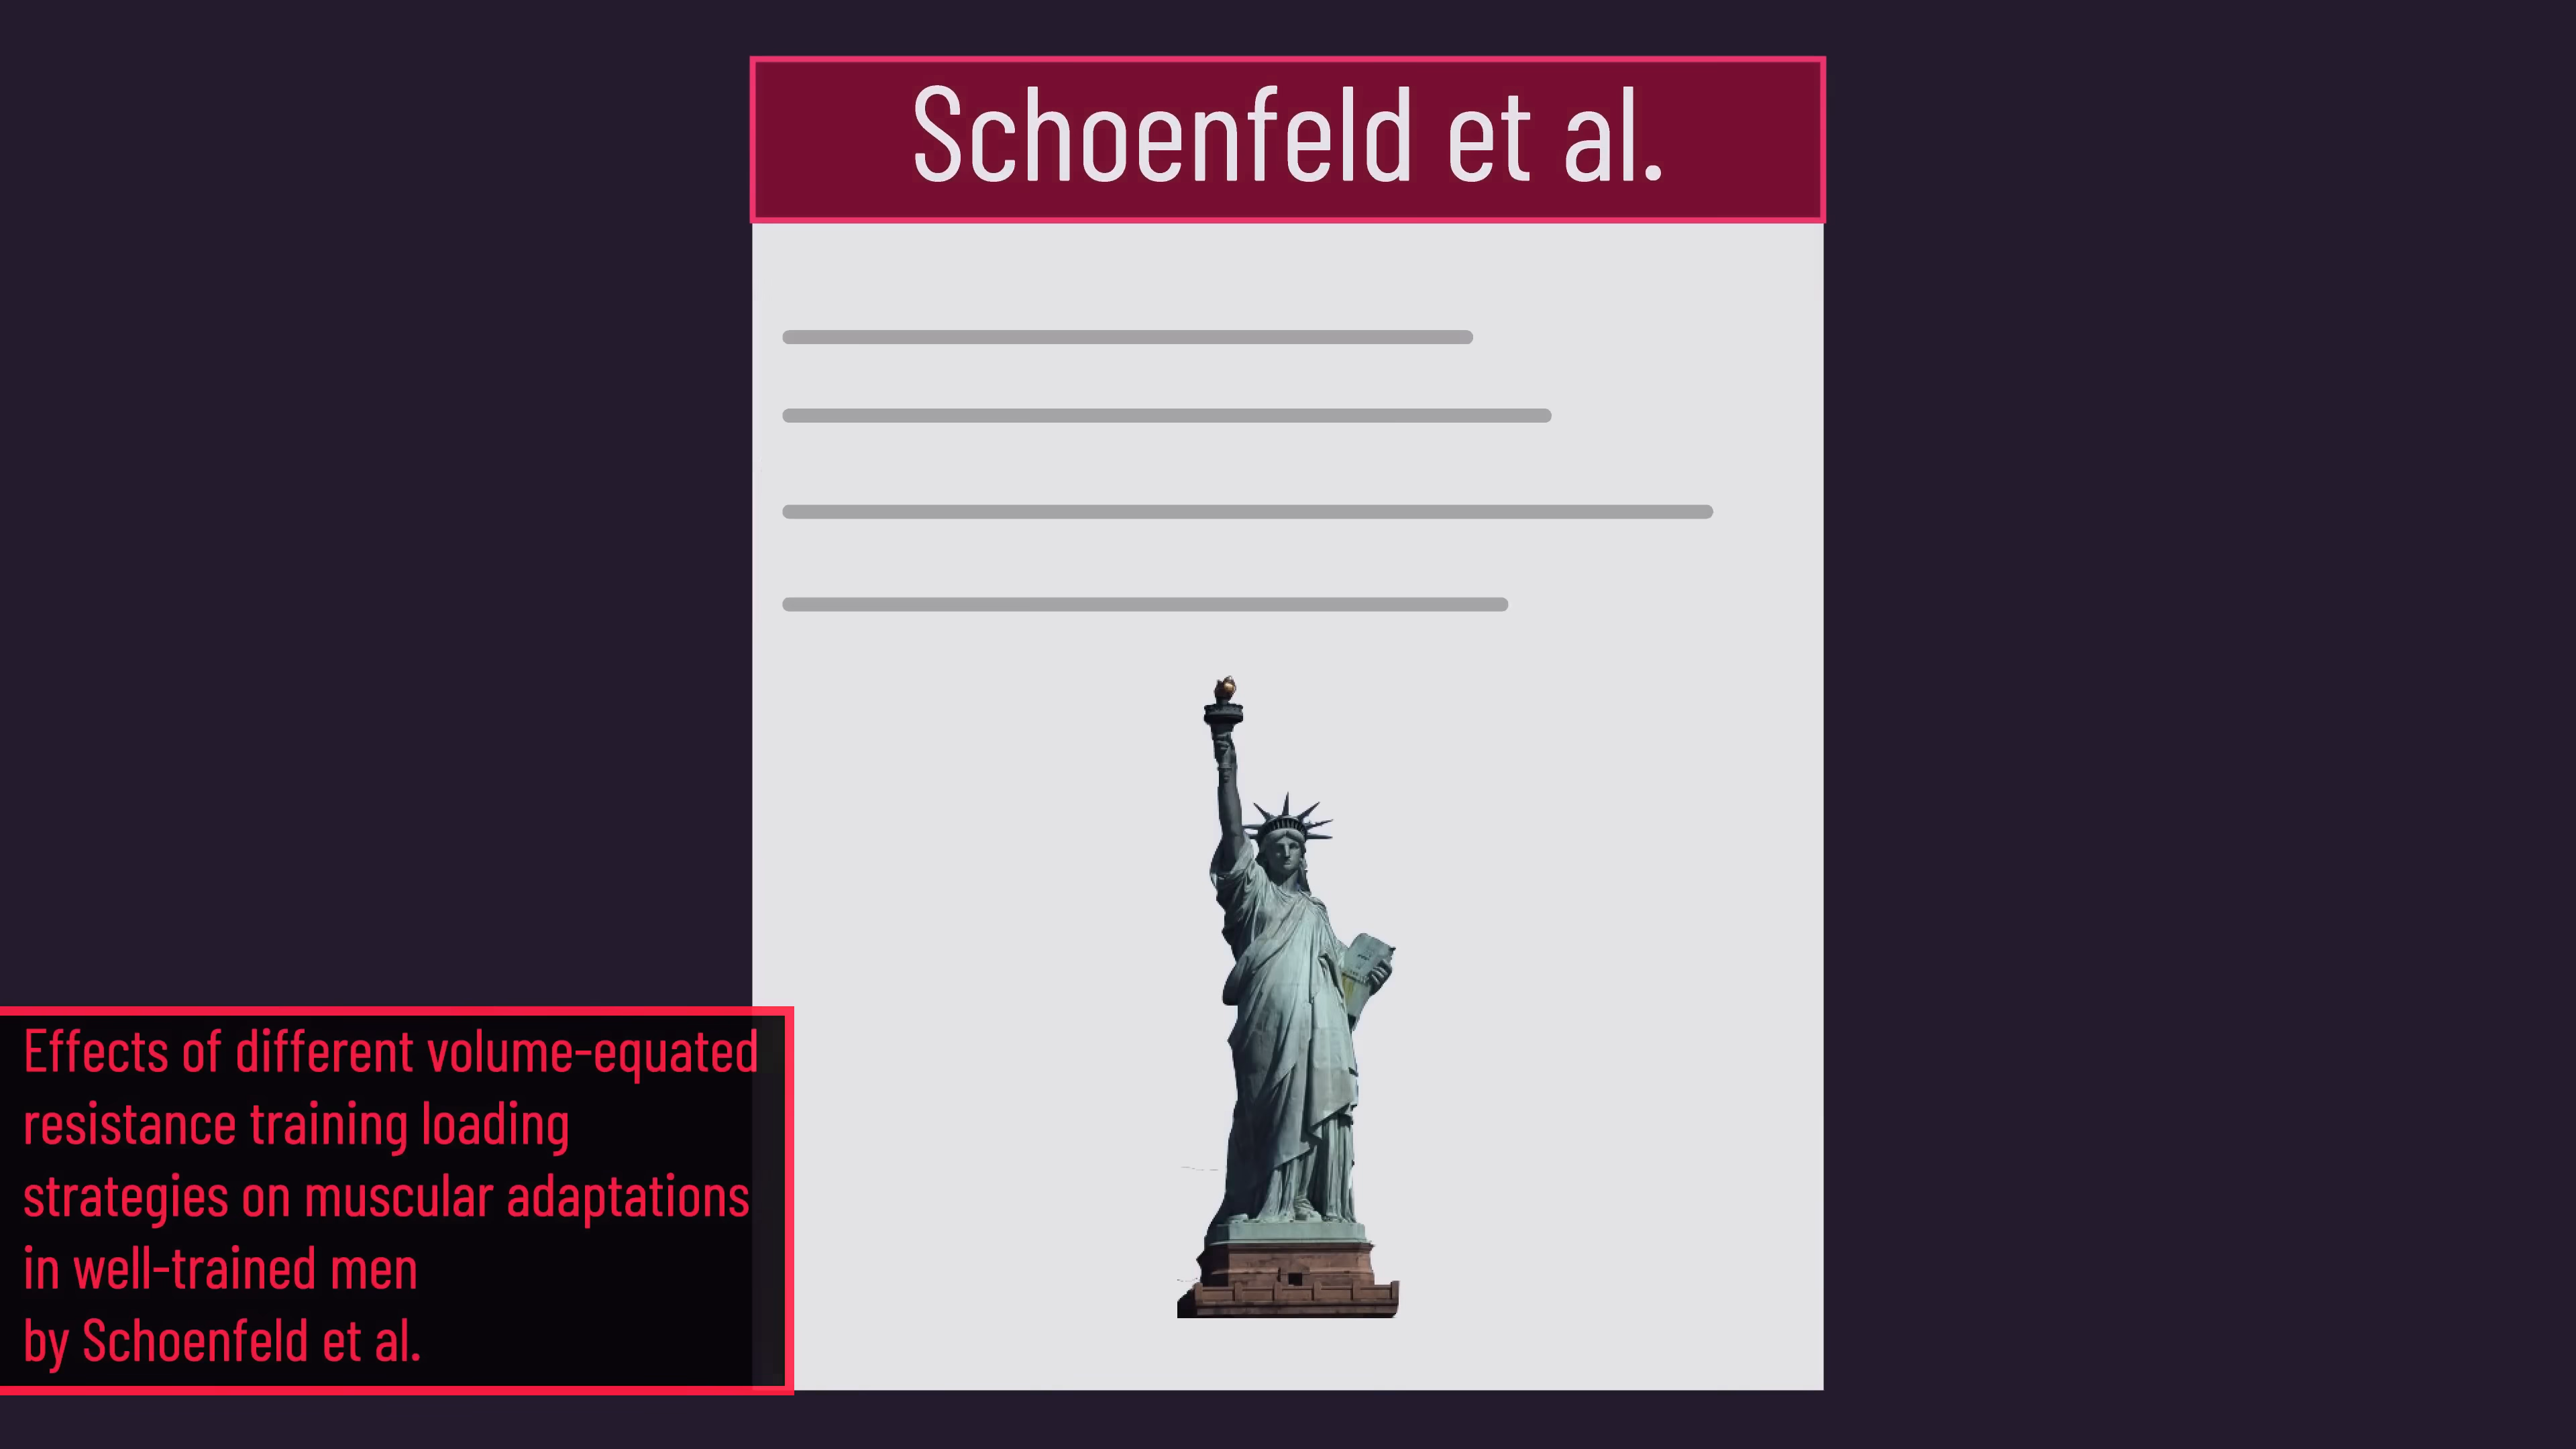 Schoenfeld et al.
Effects of different volume-equated
resistance training loading
strategies on muscular adaptations
in well-trained men
by Schoenfeld et al.